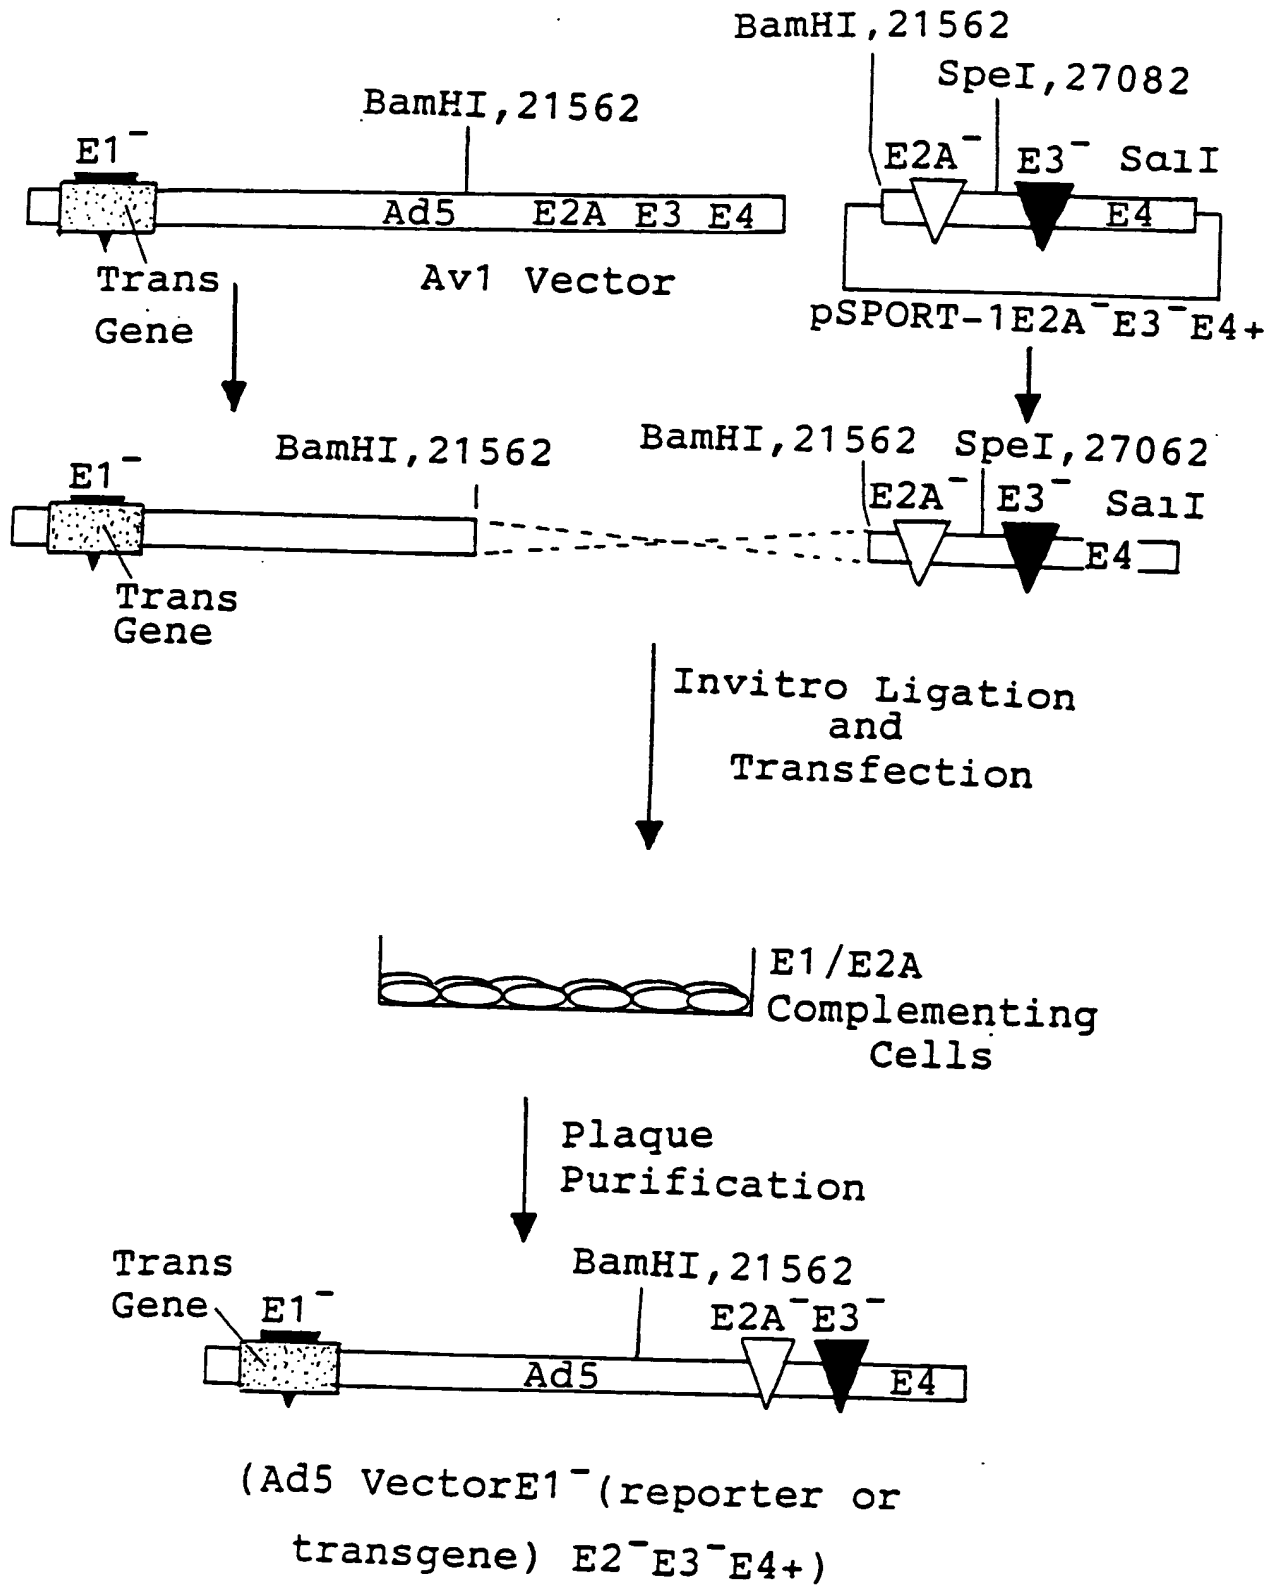 BamHI,21562
SpeI,27082
BamHI,21562
E1⁻
E2A⁻
E3⁻
SalI
Ad5
E2A
E3
E4
E4
Trans
Gene
Av1 Vector
pSPORT-1E2A⁻E3⁻E4+
BamHI,21562
BamHI,21562
SpeI,27062
E1⁻
E2A⁻
E3⁻
SalI
E4
Trans
Gene
Invitro Ligation
and
Transfection
E1/E2A
Complementing
Cells
Plaque
Purification
Trans
Gene
BamHI,21562
E1⁻
E2A⁻E3⁻
Ad5
E4
(Ad5 VectorE1⁻(reporter or
transgene) E2⁻E3⁻E4+)